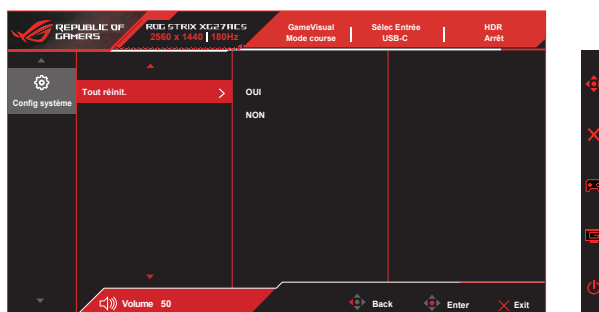 REPUBLIC OF GAMERS
ROG STRIX XG27ACS
2560 x 1440 | 180Hz
GameVisual
Mode course
Sélec Entrée
USB-C
HDR
Arrêt
Config système
Tout réinit.
OUI
NON
Volume 50
Back
Enter
Exit